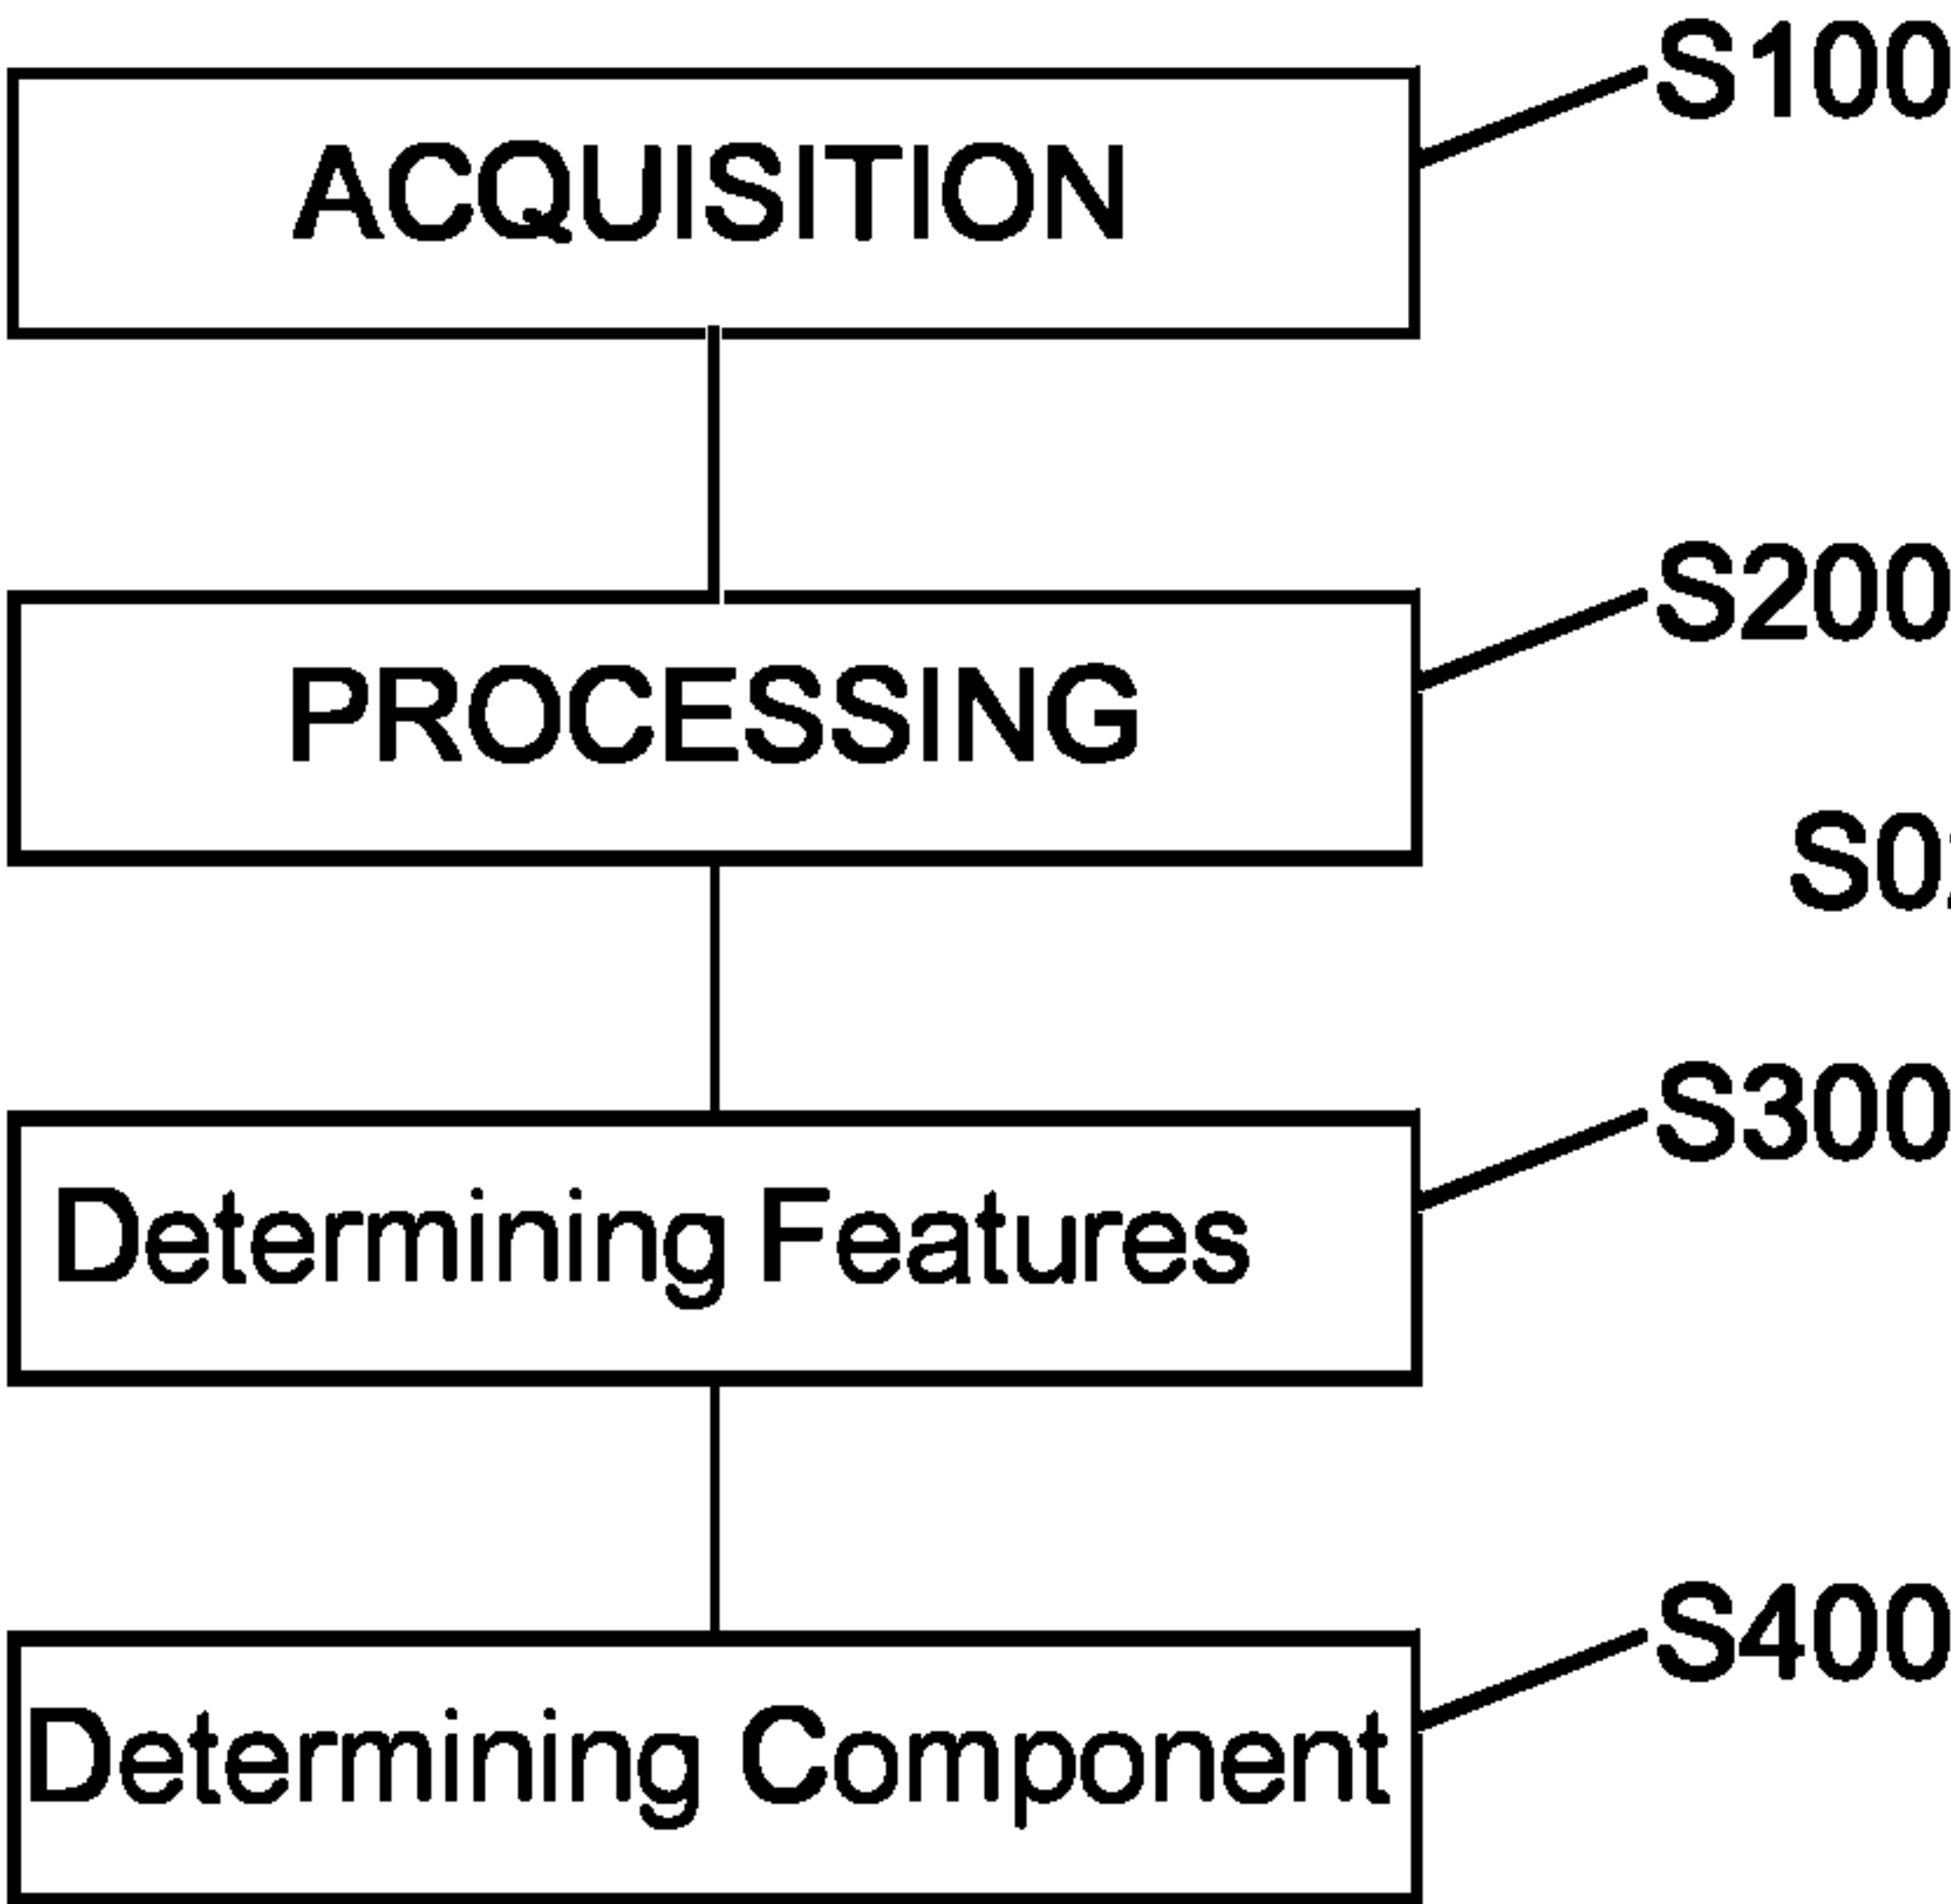 S100
ACQUISITION
S200
PROCESSING
S300
Determining Features
S400
Determining Component